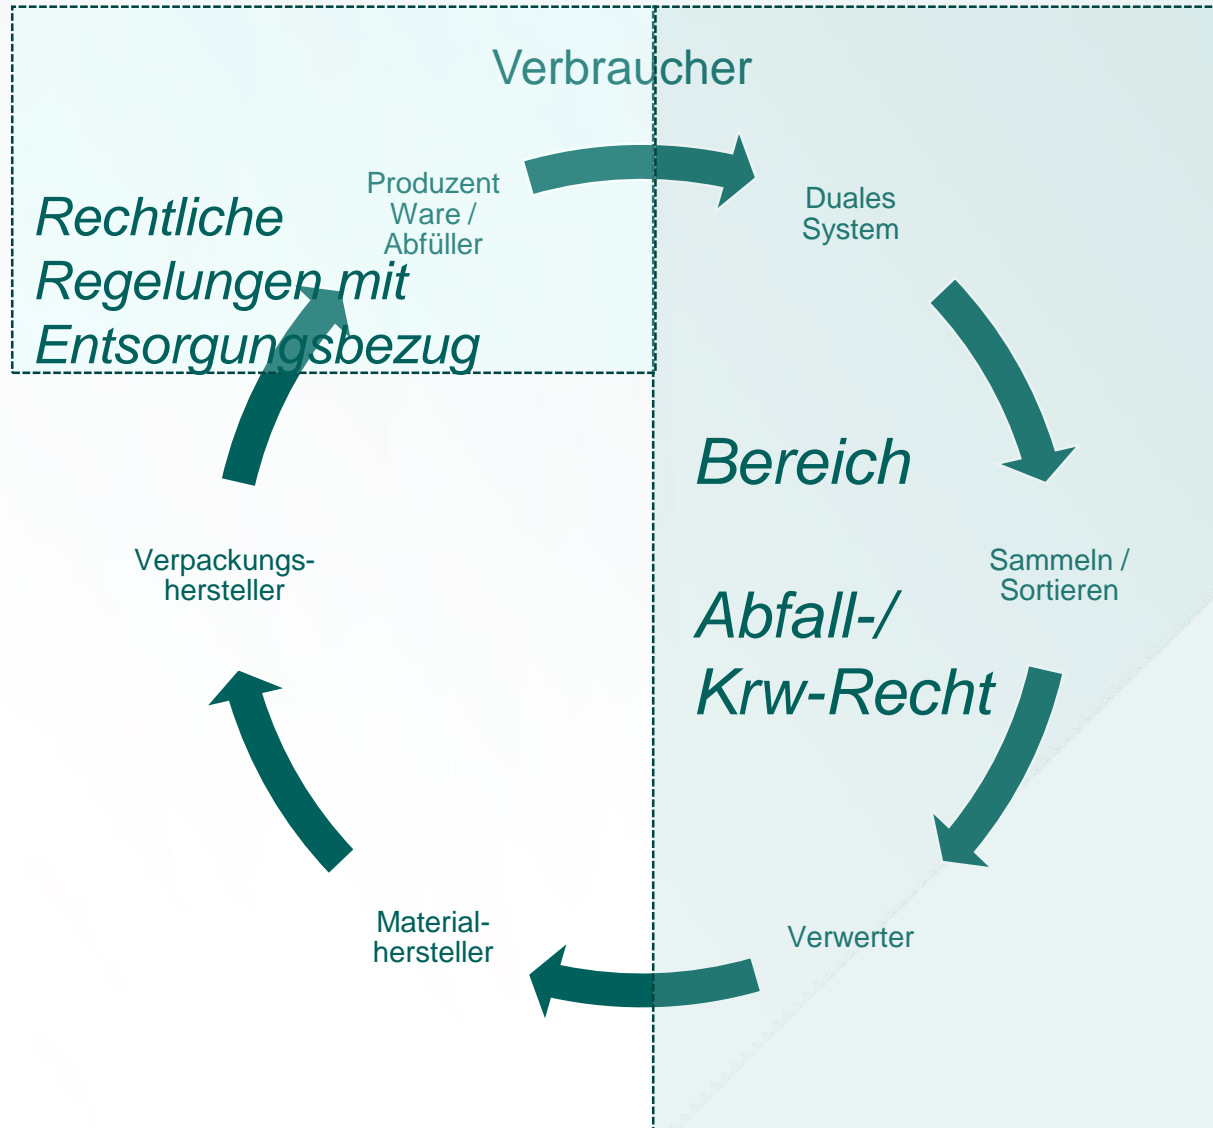 Verbraucher
Produzent
Ware /
Abfüller
Duales
System
Rechtliche
Regelungen mit
Entsorgungsbezug
Bereich
Abfall-/
Krw-Recht
Sammeln /
Sortieren
Verpackungs-
hersteller
Material-
hersteller
Verwerter